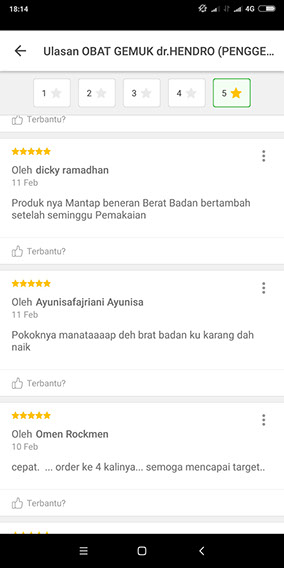 18:14
4G
Ulasan OBAT GEMUK dr.HENDRO (PENGGE...
1
2
3
4
5
Terbantu?
Oleh dicky ramadhan
11 Feb
Produk nya Mantap beneran Berat Badan bertambah
setelah seminggu Pemakaian
Terbantu?
Oleh Ayunisafajriani Ayunisa
11 Feb
Pokoknya manataaaap deh brat badan ku karang dah
naik
Terbantu?
Oleh Omen Rockmen
10 Feb
cepat. ... order ke 4 kalinya... semoga mencapai target..
Terbantu?